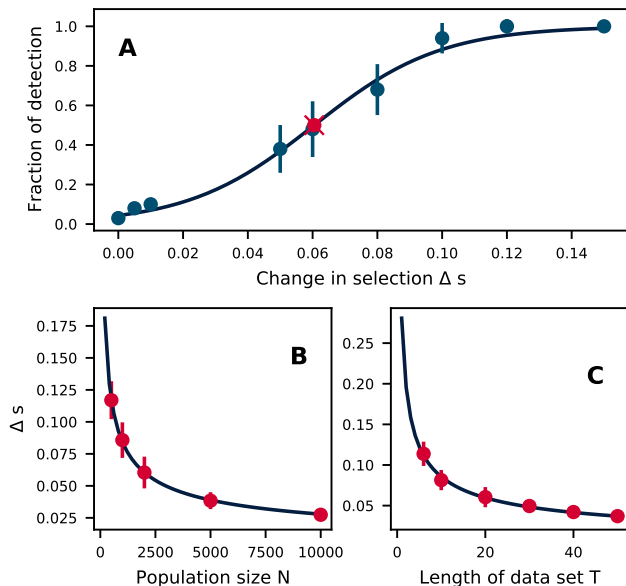 A
Fraction of detection
1.0
0.8
0.6
0.4
0.2
0.0
0.00 0.02 0.04 0.06 0.08 0.10 0.12 0.14
Change in selection Δ s
B
Δ s
0.175
0.150
0.125
0.100
0.075
0.050
0.025
0 2500 5000 7500 10000
Population size N
C
0.25
0.20
0.15
0.10
0.05
0 20 40
Length of data set T